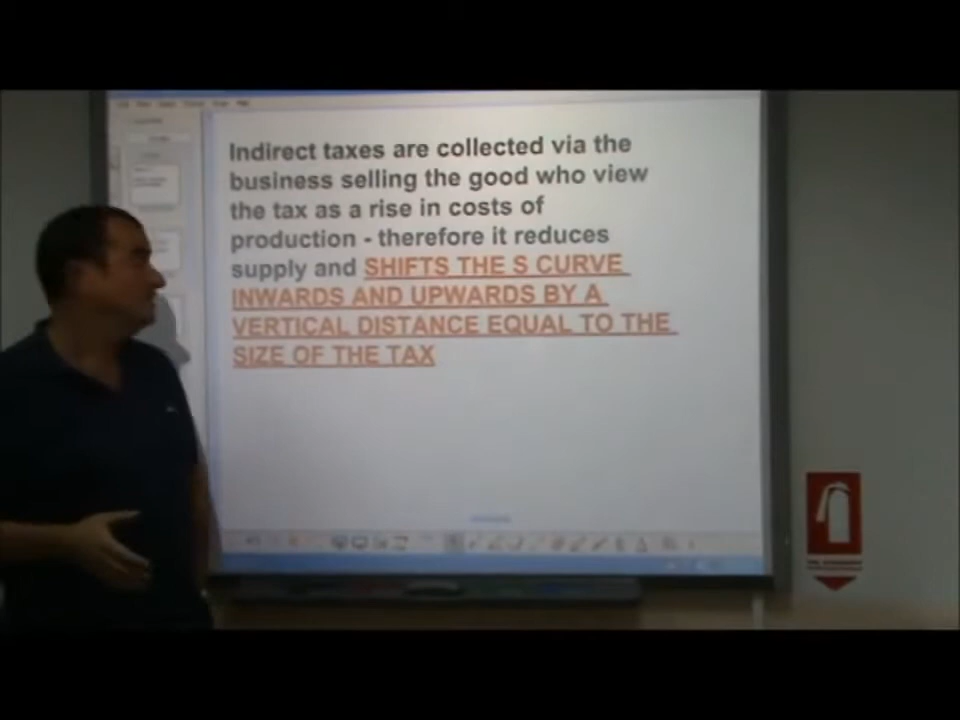 Indirect taxes are collected via the
business selling the good who view
the tax as a rise in costs of
production - therefore it reduces
supply and SHIFTS THE S CURVE
INWARDS AND UPWARDS BY A
VERTICAL DISTANCE EQUAL TO THE
SIZE OF THE TAX